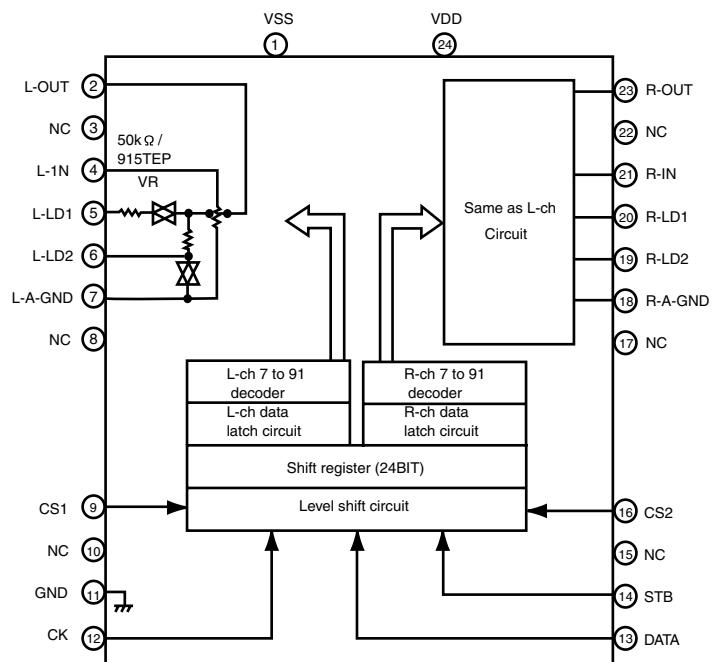 VSS
1
VDD
24
L-OUT
2
NC
3
50kΩ /
915TEP
VR
L-1N
4
L-LD1
5
L-LD2
6
L-A-GND
7
NC
8
Same as L-ch
Circuit
23
R-OUT
22
NC
21
R-IN
20
R-LD1
19
R-LD2
18
R-A-GND
17
NC
L-ch 7 to 91
decoder
R-ch 7 to 91
decoder
L-ch data
latch circuit
R-ch data
latch circuit
Shift register (24BIT)
Level shift circuit
CS1
9
NC
10
GND
11
CK
12
16
CS2
15
NC
14
STB
13
DATA